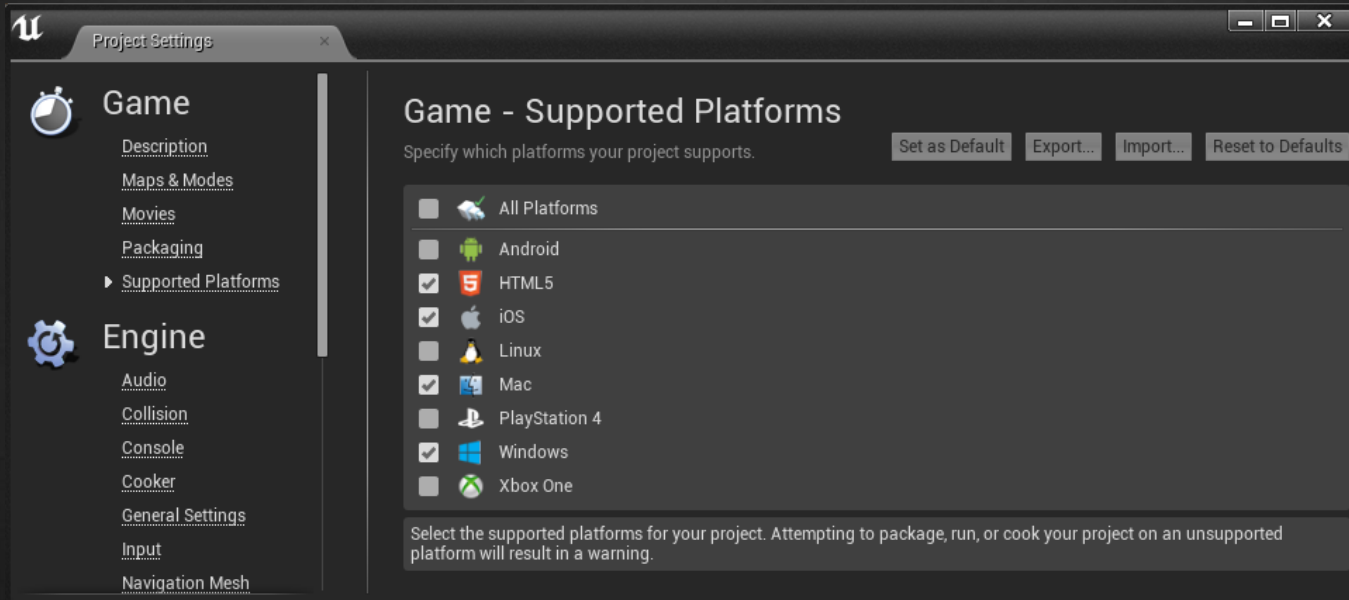 Project Settings
Game
Description
Maps & Modes
Movies
Packaging
Supported Platforms
Engine
Audio
Collision
Console
Cooker
General Settings
Input
Navigation Mesh
Game - Supported Platforms
Specify which platforms your project supports.
Set as Default
Export...
Import...
Reset to Defaults
All Platforms
Android
HTML5
iOS
Linux
Mac
PlayStation 4
Windows
Xbox One
Select the supported platforms for your project. Attempting to package, run, or cook your project on an unsupported
platform will result in a warning.